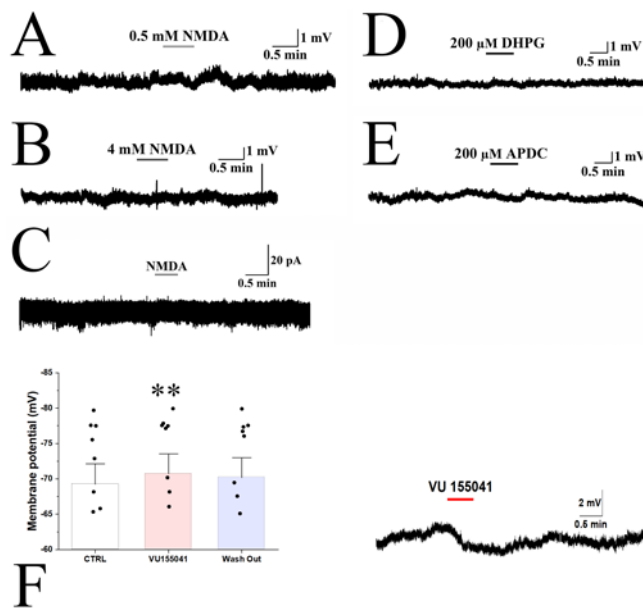 A
0.5 mM NMDA
1 mV
0.5 min
B
4 mM NMDA
1 mV
0.5 min
C
NMDA
20 pA
0.5 min
D
200 µM DHPG
1 mV
0.5 min
E
200 µM APDC
1 mV
0.5 min
Membrane potential (mV)
-80
-75
-70
-65
-60
**
CTRL
VU155041
Wash Out
VU 155041
2 mV
0.5 min
F